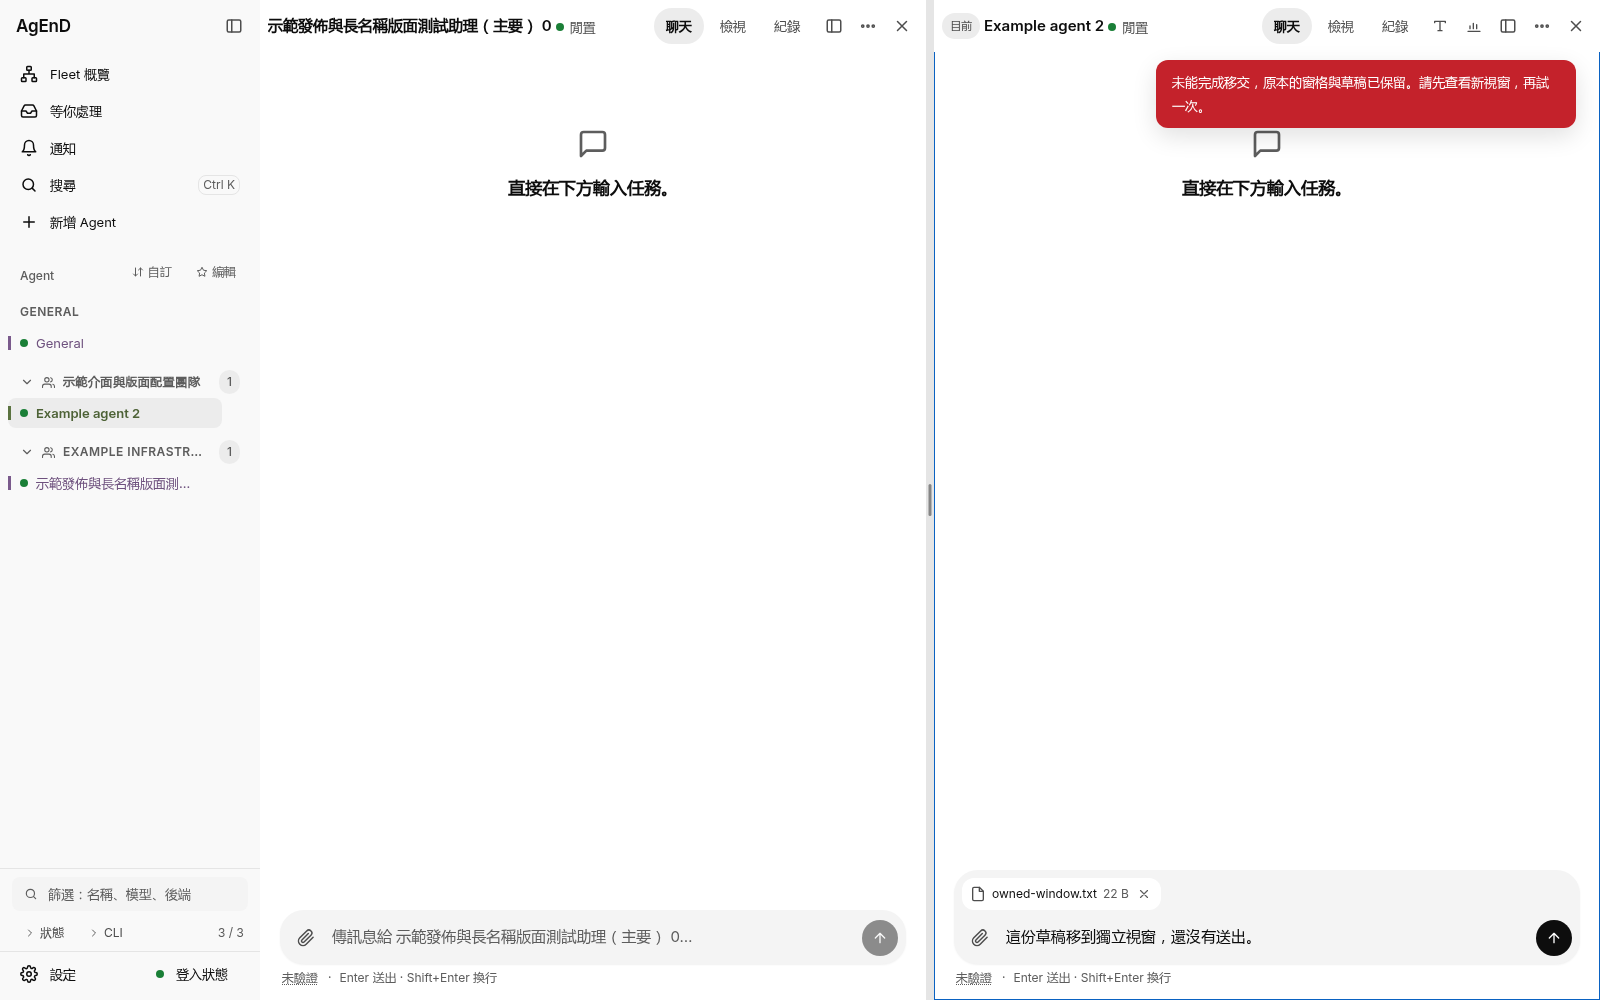 AgEnD
Fleet 概覽
等你處理
通知
搜尋 Ctrl K
新增 Agent
Agent 自訂 編輯
GENERAL
General
示範介面與版面配置團隊 1
Example agent 2
EXAMPLE INFRASTR... 1
示範發佈與長名稱版面測...
篩選：名稱、模型、後端
狀態 CLI 3 / 3
設定 登入狀態
示範發佈與長名稱版面測試助理（主要）0 閒置 聊天 檢視 紀錄
直接在下方輸入任務。
傳訊息給 示範發佈與長名稱版面測試助理（主要）0...
未驗證 · Enter 送出 · Shift+Enter 換行
目前 Example agent 2 閒置 聊天 檢視 紀錄
未能完成移交，原本的窗格與草稿已保留。請先查看新視窗，再試
一次。
直接在下方輸入任務。
owned-window.txt 22 B
這份草稿移到獨立視窗，還沒有送出。
未驗證 · Enter 送出 · Shift+Enter 換行